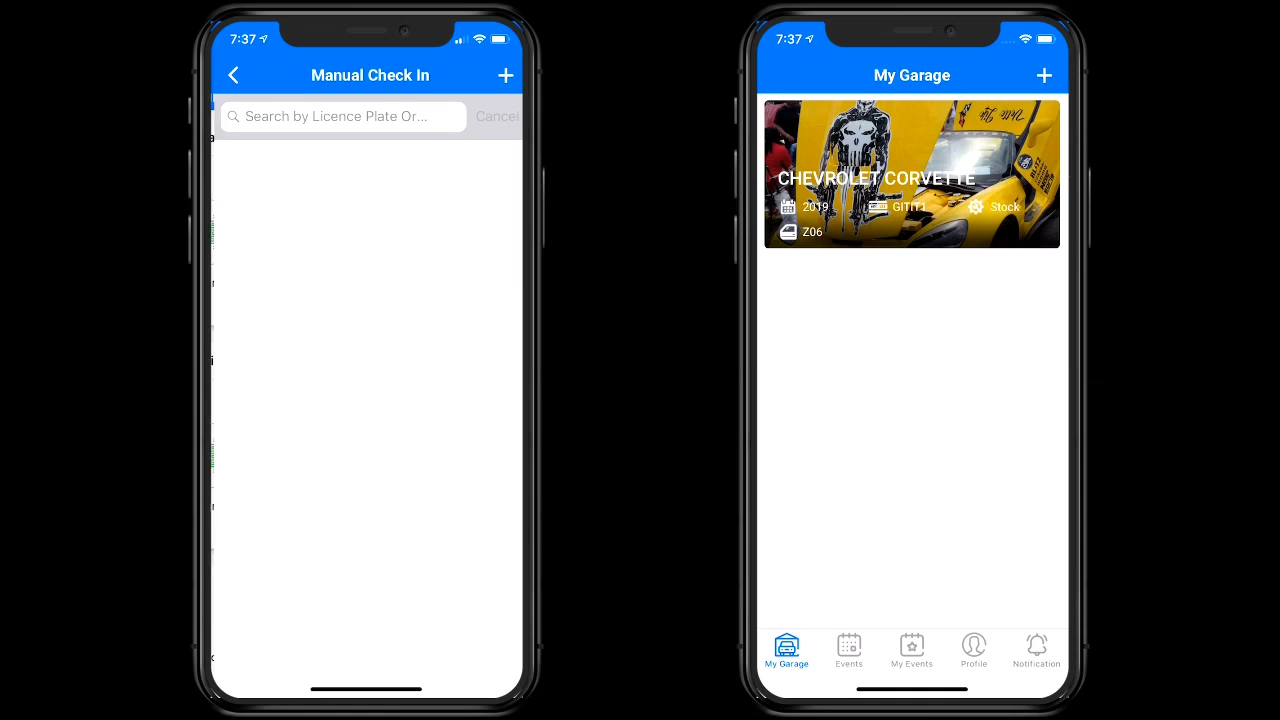 7:37
Manual Check In
Search by Licence Plate Or...
Cancel
7:37
My Garage
CHEVROLET CORVETTE
2019
GITIT1
Stock
Z06
My Garage
Events
My Events
Profile
Notification